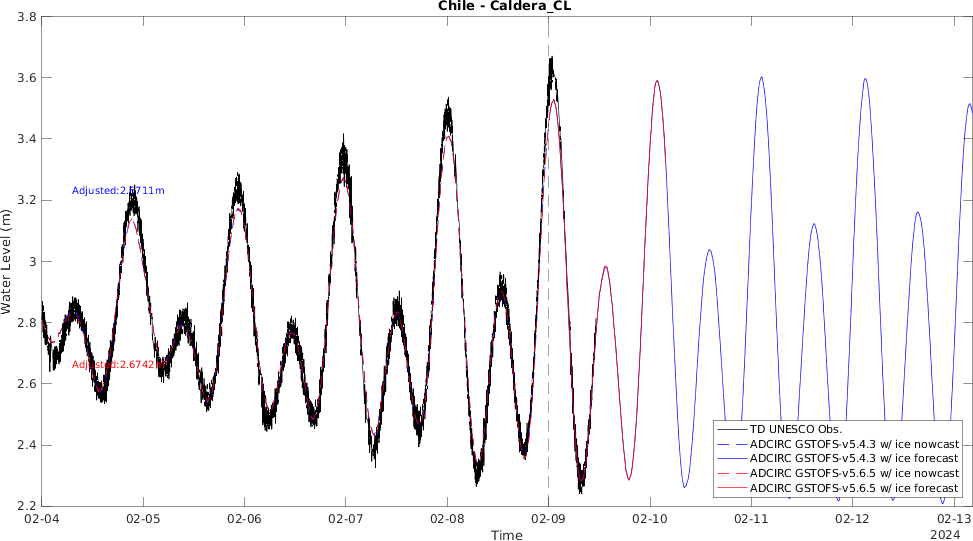 Chile - Caldera_CL
3.8
3.6
3.4
3.2
3
2.8
2.6
2.4
2.2
Water Level (m)
Adjusted:2.6711m
Adjusted:2.6742
TD UNESCO Obs.
ADCIRC GSTOFS-v5.4.3 w/ ice nowcast
ADCIRC GSTOFS-v5.4.3 w/ ice forecast
ADCIRC GSTOFS-v5.6.5 w/ ice nowcast
ADCIRC GSTOFS-v5.6.5 w/ ice forecast
02-04 02-05 02-06 02-07 02-08 02-09 02-10 02-11 02-12 02-13
Time
2024